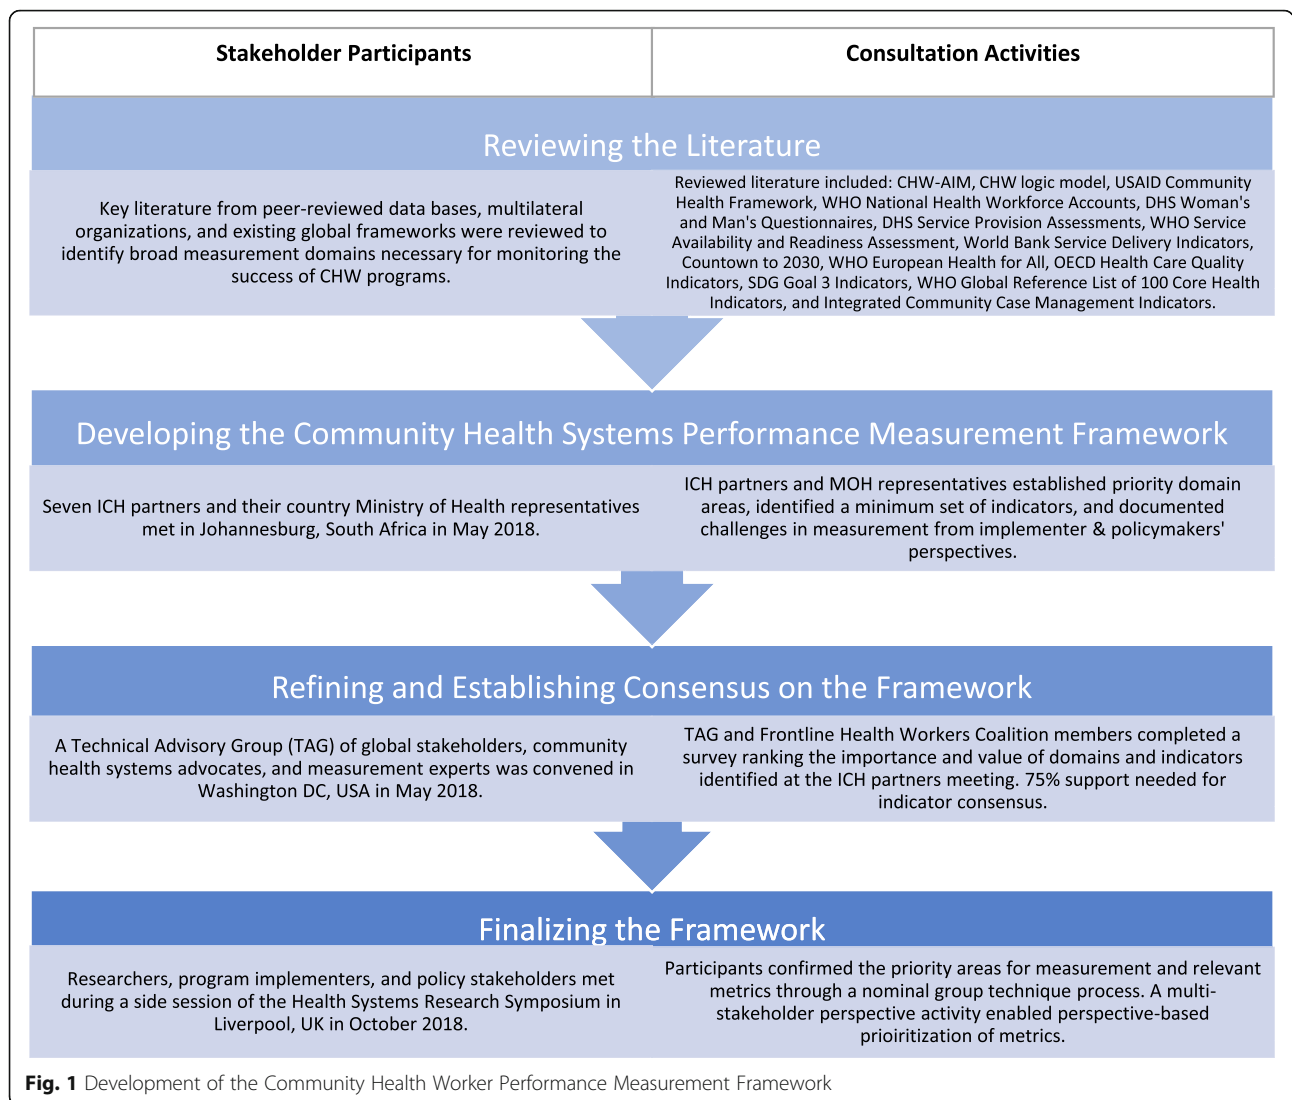 Stakeholder Participants
Consultation Activities
Reviewing the Literature
Key literature from peer-reviewed data bases, multilateral
organizations, and existing global frameworks were reviewed to
identify broad measurement domains necessary for monitoring the
success of CHW programs.
Reviewed literature included: CHW-AIM, CHW logic model, USAID Community
Health Framework, WHO National Health Workforce Accounts, DHS Woman's
and Man's Questionnaires, DHS Service Provision Assessments, WHO Service
Availability and Readiness Assessment, World Bank Service Delivery Indicators,
Countown to 2030, WHO European Health for All, OECD Health Care Quality
Indicators, SDG Goal 3 Indicators, WHO Global Reference List of 100 Core Health
Indicators, and Integrated Community Case Management Indicators.
Developing the Community Health Systems Performance Measurement Framework
Seven ICH partners and their country Ministry of Health representatives
met in Johannesburg, South Africa in May 2018.
ICH partners and MOH representatives established priority domain
areas, identified a minimum set of indicators, and documented
challenges in measurement from implementer & policymakers'
perspectives.
Refining and Establishing Consensus on the Framework
A Technical Advisory Group (TAG) of global stakeholders, community
health systems advocates, and measurement experts was convened in
Washington DC, USA in May 2018.
TAG and Frontline Health Workers Coalition members completed a
survey ranking the importance and value of domains and indicators
identified at the ICH partners meeting. 75% support needed for
indicator consensus.
Finalizing the Framework
Researchers, program implementers, and policy stakeholders met
during a side session of the Health Systems Research Symposium in
Liverpool, UK in October 2018.
Participants confirmed the priority areas for measurement and relevant
metrics through a nominal group technique process. A multi-
stakeholder perspective activity enabled perspective-based
prioiritization of metrics.
Fig. 1 Development of the Community Health Worker Performance Measurement Framework